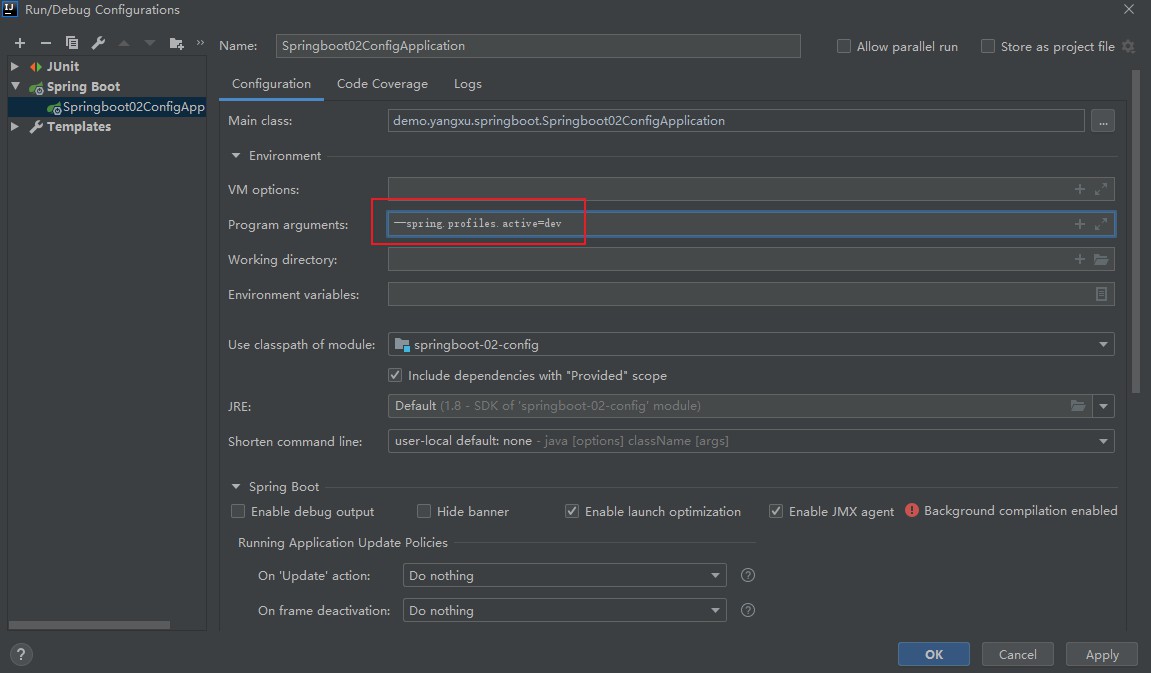 IJ Run/Debug Configurations
Name: Springboot02ConfigApplication
Allow parallel run
Store as project file
JUnit
Spring Boot
Springboot02ConfigApp
Templates
Configuration Code Coverage Logs
Main class: demo.yangxu.springboot.Springboot02ConfigApplication ...
Environment
VM options:
Program arguments: --spring.profiles.active=dev
Working directory:
Environment variables:
Use classpath of module: springboot-02-config
Include dependencies with "Provided" scope
JRE: Default (1.8 - SDK of 'springboot-02-config' module)
Shorten command line: user-local default: none - java [options] className [args]
Spring Boot
Enable debug output Hide banner Enable launch optimization Enable JMX agent ! Background compilation enabled
Running Application Update Policies
On 'Update' action: Do nothing ?
On frame deactivation: Do nothing ?
? OK Cancel Apply